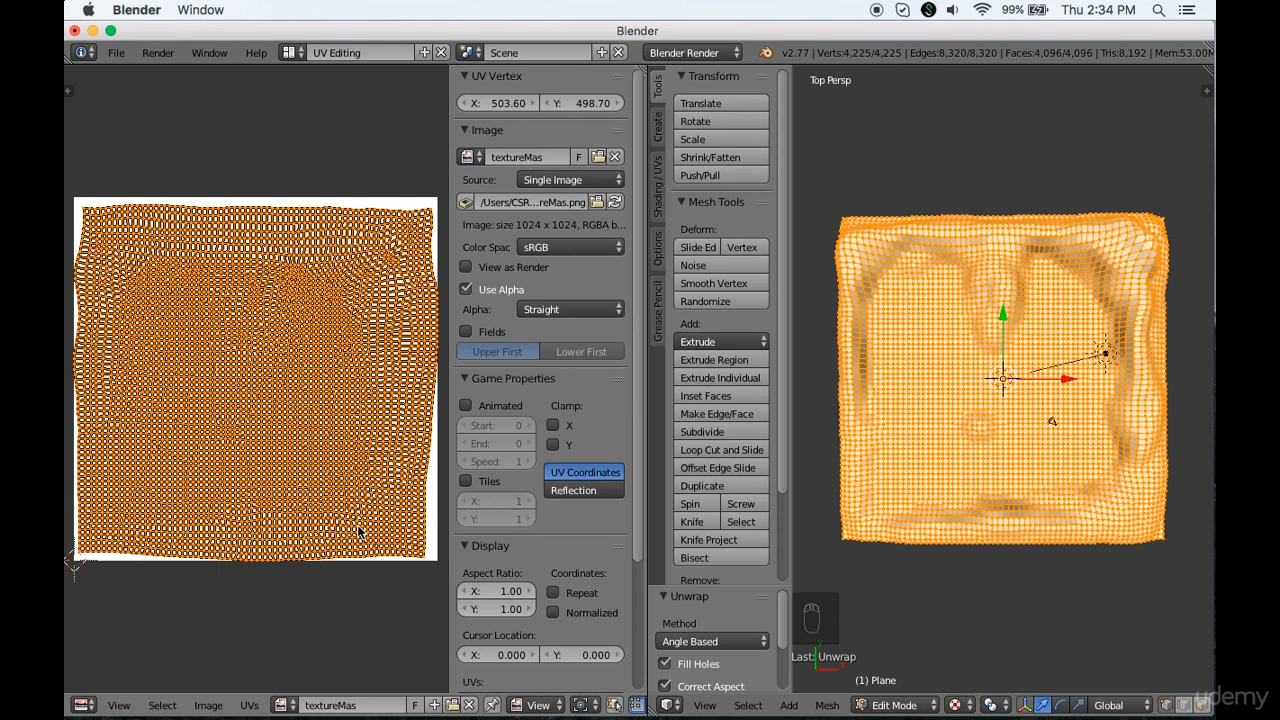 Blender Window S 99% Thu 2:34 PM
Blender
File Render Window Help UV Editing Scene Blender Render v2.77 | Verts:4,225/4,225 | Edges:8,320/8,320 | Faces:4,096/4,096 | Tris:8,192 | Mem:53.00M
UV Vertex
X: 503.60 Y: 498.70
Image
textureMas F
Source: Single Image
/Users/CSR...reMas.png
Image: size 1024 x 1024, RGBA b...
Color Spac sRGB
View as Render
Use Alpha
Alpha: Straight
Fields
Upper First Lower First
Game Properties
Animated Clamp:
Start: 0 X
End: 0 Y
Speed: 1
UV Coordinates
Tiles Reflection
X: 1
Y: 1
Display
Aspect Ratio: Coordinates:
X: 1.00 Repeat
Y: 1.00 Normalized
Cursor Location:
X: 0.000 Y: 0.000
UVs:
Tools
Create
Shading / UVs
Options
Grease Pencil
Transform
Translate
Rotate
Scale
Shrink/Fatten
Push/Pull
Mesh Tools
Deform:
Slide Ed Vertex
Noise
Smooth Vertex
Randomize
Add:
Extrude
Extrude Region
Extrude Individual
Inset Faces
Make Edge/Face
Subdivide
Loop Cut and Slide
Offset Edge Slide
Duplicate
Spin Screw
Knife Select
Knife Project
Bisect
Remove:
Unwrap
Method
Angle Based
Fill Holes
Correct Aspect
Top Persp
Last: Unwrap
(1) Plane
View Select Image UVs textureMas F View
View Select Add Mesh Edit Mode Global
udemy